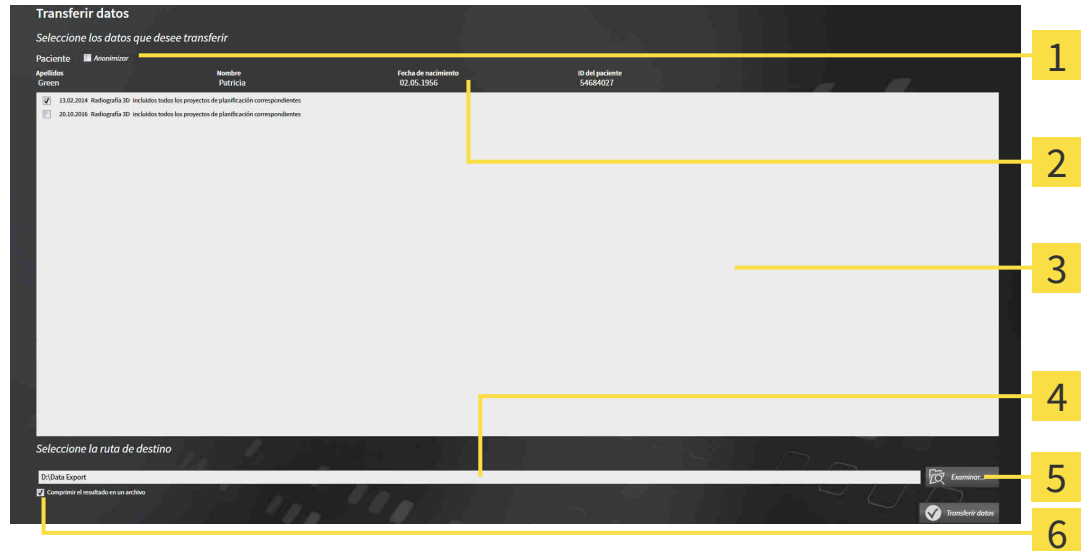 Transferir datos
Seleccione los datos que desee transferir
Paciente Anonimizar
1
Apellidos Nombre Fecha de nacimiento ID del paciente
Green Patricia 02.05.1956 54684027
13.02.2014 Radiografía 3D incluidos todos los proyectos de planificación correspondientes
20.10.2016 Radiografía 3D incluidos todos los proyectos de planificación correspondientes
2
3
4
Seleccione la ruta de destino
D:\Data Export
Examinar...
5
Comprimir el resultado en un archivo
Transferir datos
6